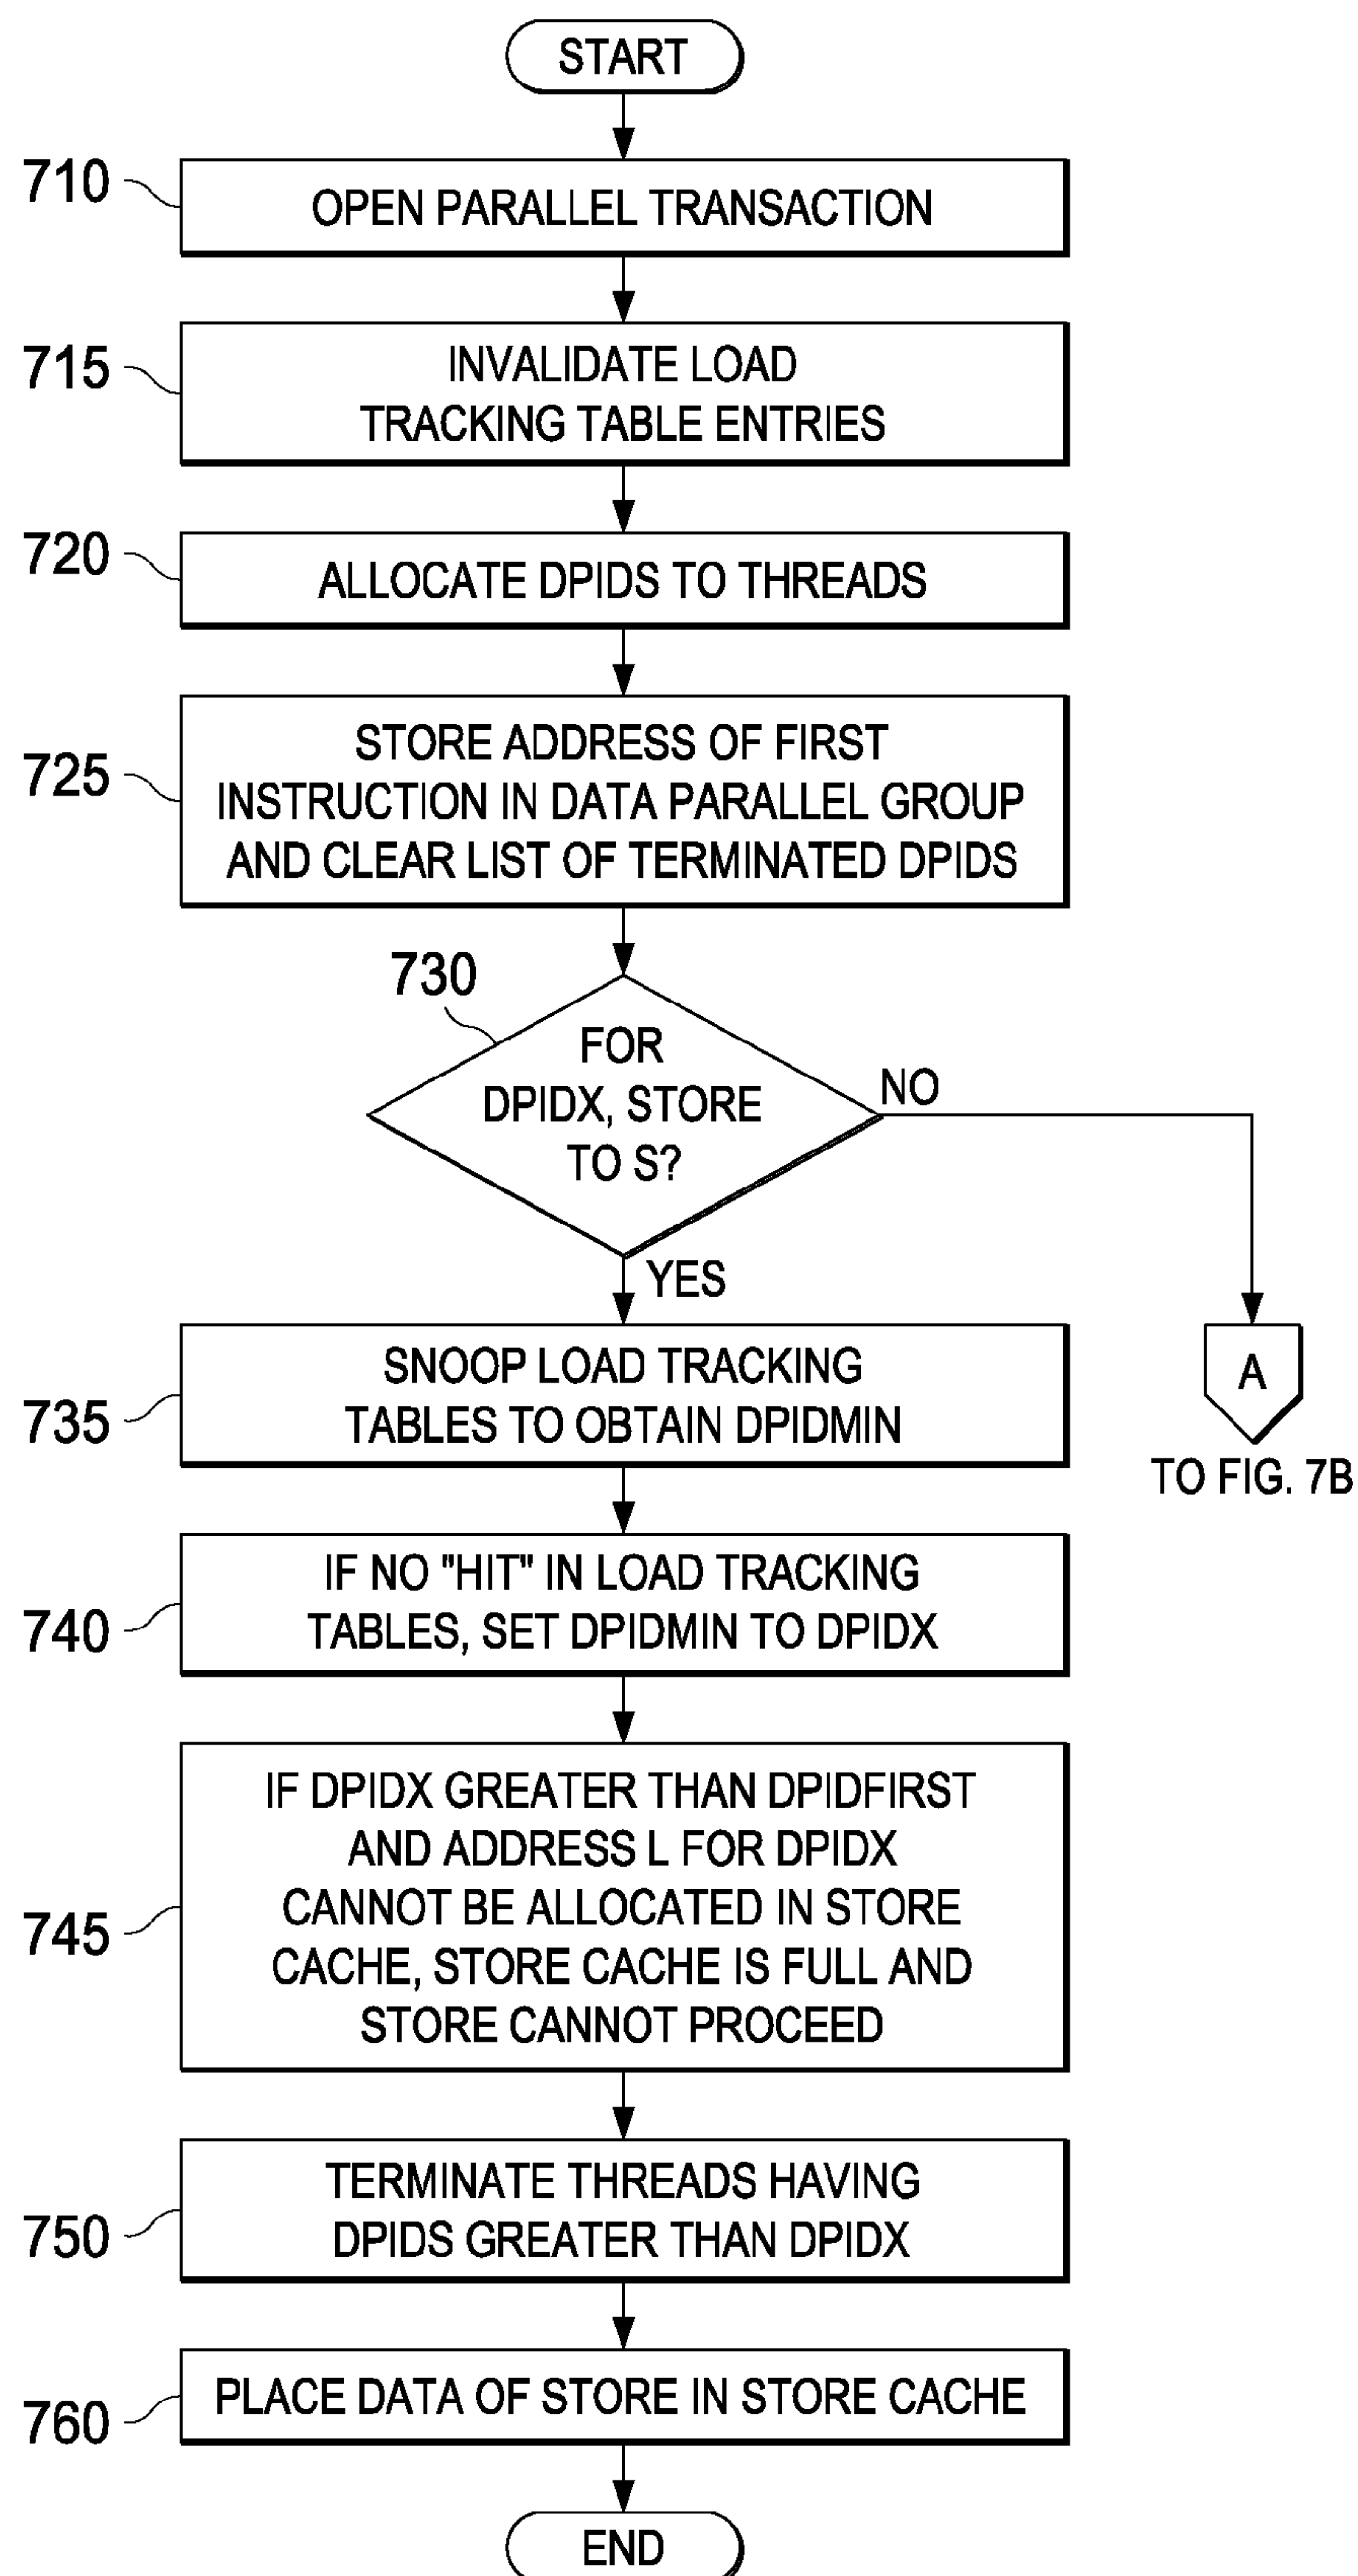 START
710
OPEN PARALLEL TRANSACTION
715
INVALIDATE LOAD
TRACKING TABLE ENTRIES
720
ALLOCATE DPIDS TO THREADS
725
STORE ADDRESS OF FIRST
INSTRUCTION IN DATA PARALLEL GROUP
AND CLEAR LIST OF TERMINATED DPIDS
730
FOR
DPIDX, STORE
TO S?
NO
YES
735
SNOOP LOAD TRACKING
TABLES TO OBTAIN DPIDMIN
A
TO FIG. 7B
740
IF NO "HIT" IN LOAD TRACKING
TABLES, SET DPIDMIN TO DPIDX
745
IF DPIDX GREATER THAN DPIDFIRST
AND ADDRESS L FOR DPIDX
CANNOT BE ALLOCATED IN STORE
CACHE, STORE CACHE IS FULL AND
STORE CANNOT PROCEED
750
TERMINATE THREADS HAVING
DPIDS GREATER THAN DPIDX
760
PLACE DATA OF STORE IN STORE CACHE
END